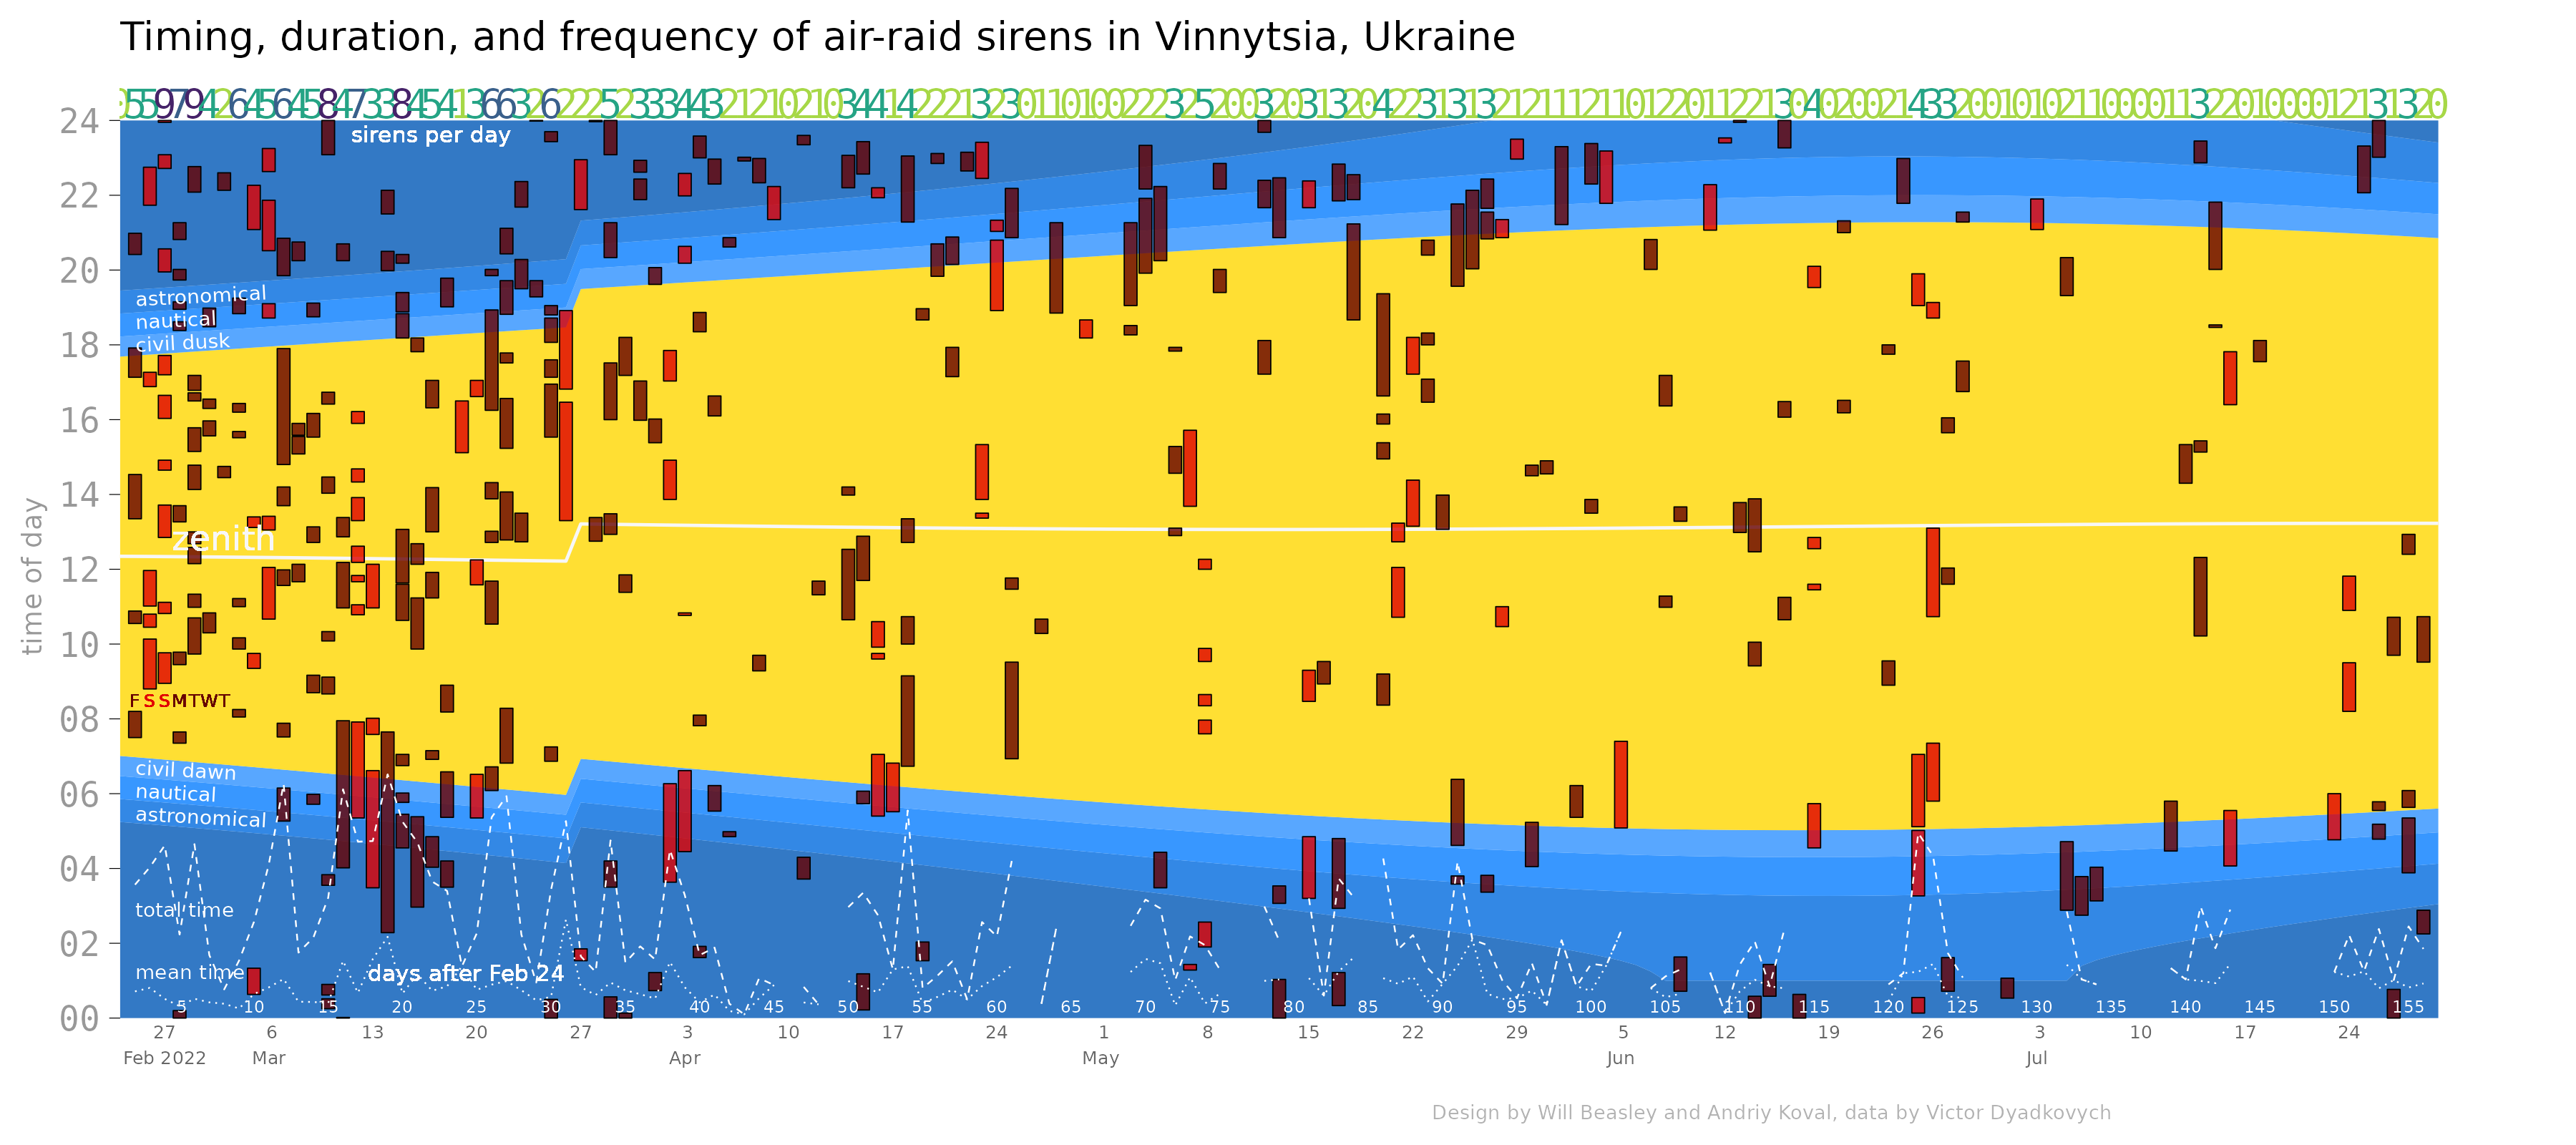 Timing, duration, and frequency of air-raid sirens in Vinnytsia, Ukraine
sirens per day
24
22
20
18
16
14
12
10
08
06
04
02
00
time of day
astronomical
nautical
civil dusk
zenith
FSSMTWT
civil dawn
nautical
astronomical
total time
mean time
days after Feb 24
5 10 15 20 25 30 35 40 45 50 55 60 65 70 75 80 85 90 95 100 105 110 115 120 125 130 135 140 145 150 155
27 6 13 20 27 3 10 17 24 1 8 15 22 29 5 12 19 26 3 10 17 24
Feb 2022 Mar Apr May Jun Jul
Design by Will Beasley and Andriy Koval, data by Victor Dyadkovych